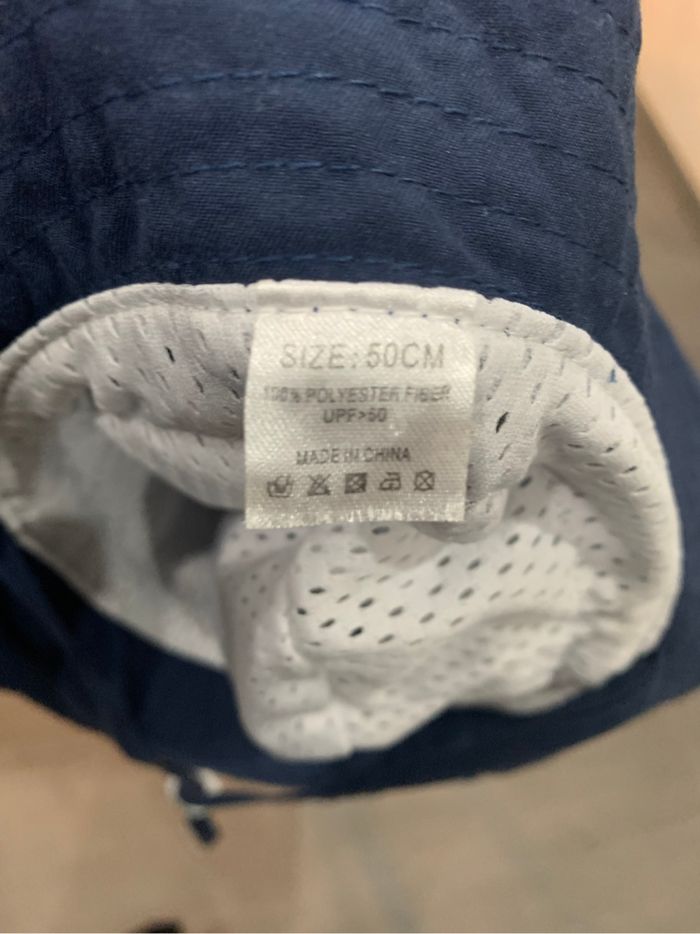 SIZE: 50CM
100% POLYESTER FIBER
UPF>50
MADE IN CHINA